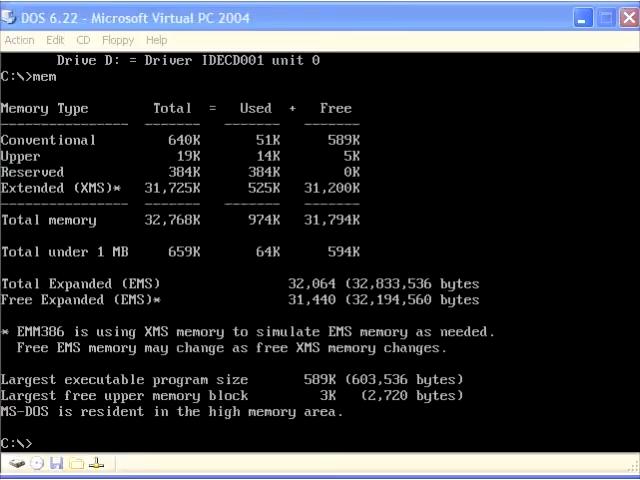 DOS 6.22 - Microsoft Virtual PC 2004
Action Edit CD Floppy Help
Drive D: = Driver IDECD001 unit 0
C:\>mem
Memory Type Total = Used + Free
---------------- ------- ------- -------
Conventional 640K 51K 589K
Upper 19K 14K 5K
Reserved 384K 384K 0K
Extended (XMS)* 31,725K 525K 31,200K
---------------- ------- ------- -------
Total memory 32,768K 974K 31,794K
Total under 1 MB 659K 64K 594K
Total Expanded (EMS) 32,064 (32,833,536 bytes
Free Expanded (EMS)* 31,440 (32,194,560 bytes
* EMM386 is using XMS memory to simulate EMS memory as needed.
Free EMS memory may change as free XMS memory changes.
Largest executable program size 589K (603,536 bytes)
Largest free upper memory block 3K (2,720 bytes)
MS-DOS is resident in the high memory area.
C:\>